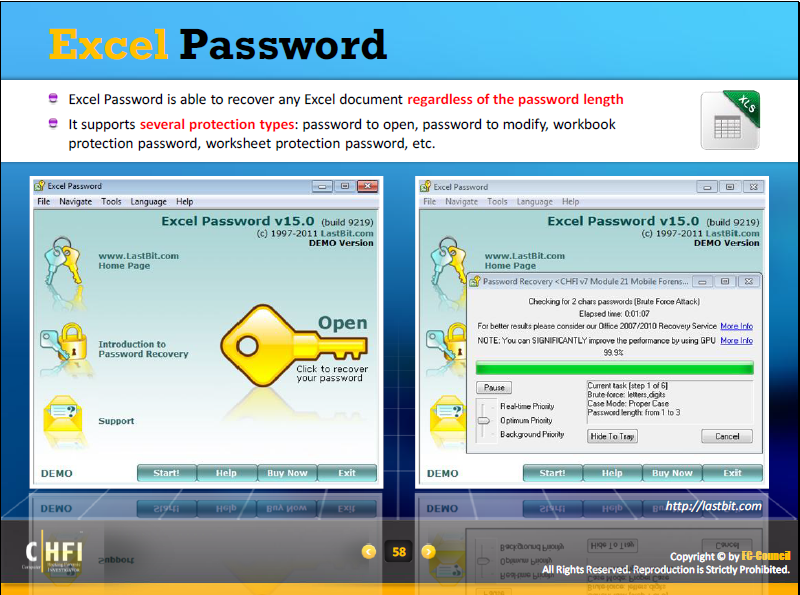 Excel Password
Excel Password is able to recover any Excel document regardless of the password length
It supports several protection types: password to open, password to modify, workbook
protection password, worksheet protection password, etc.
XLS
Excel Password
File Navigate Tools Language Help
Excel Password v15.0 (build 9219)
(c) 1997-2011 LastBit.com
DEMO Version
www.LastBit.com
Home Page
Introduction to
Password Recovery
Open
Click to recover
your password
Support
DEMO
Start!
Help
Buy Now
Exit
Excel Password
File Navigate Tools Language Help
Excel Password v15.0 (build 9219)
(c) 1997-2011 LastBit.com
DEMO Version
www.LastBit.com
Home Page
Password Recovery <CHFI v7 Module 21 Mobile Forens...
Checking for 2 chars passwords (Brute Force Attack)
Elapsed time: 0:01:07
For better results please consider our Office 2007/2010 Recovery Service More Info
NOTE: You can SIGNIFICANTLY improve the performance by using GPU More Info
99.9%
Pause
Real-time Priority
Optimum Priority
Background Priority
Current task (step 1 of 6)
Brute-force: letters,digits
Case Mode: Proper Case
Password length: from 1 to 3
Hide To Tray
Cancel
DEMO
Start!
Help
Buy Now
Exit
http://lastbit.com
CHFI
58
Copyright © by EC-Council
All Rights Reserved. Reproduction is Strictly Prohibited.